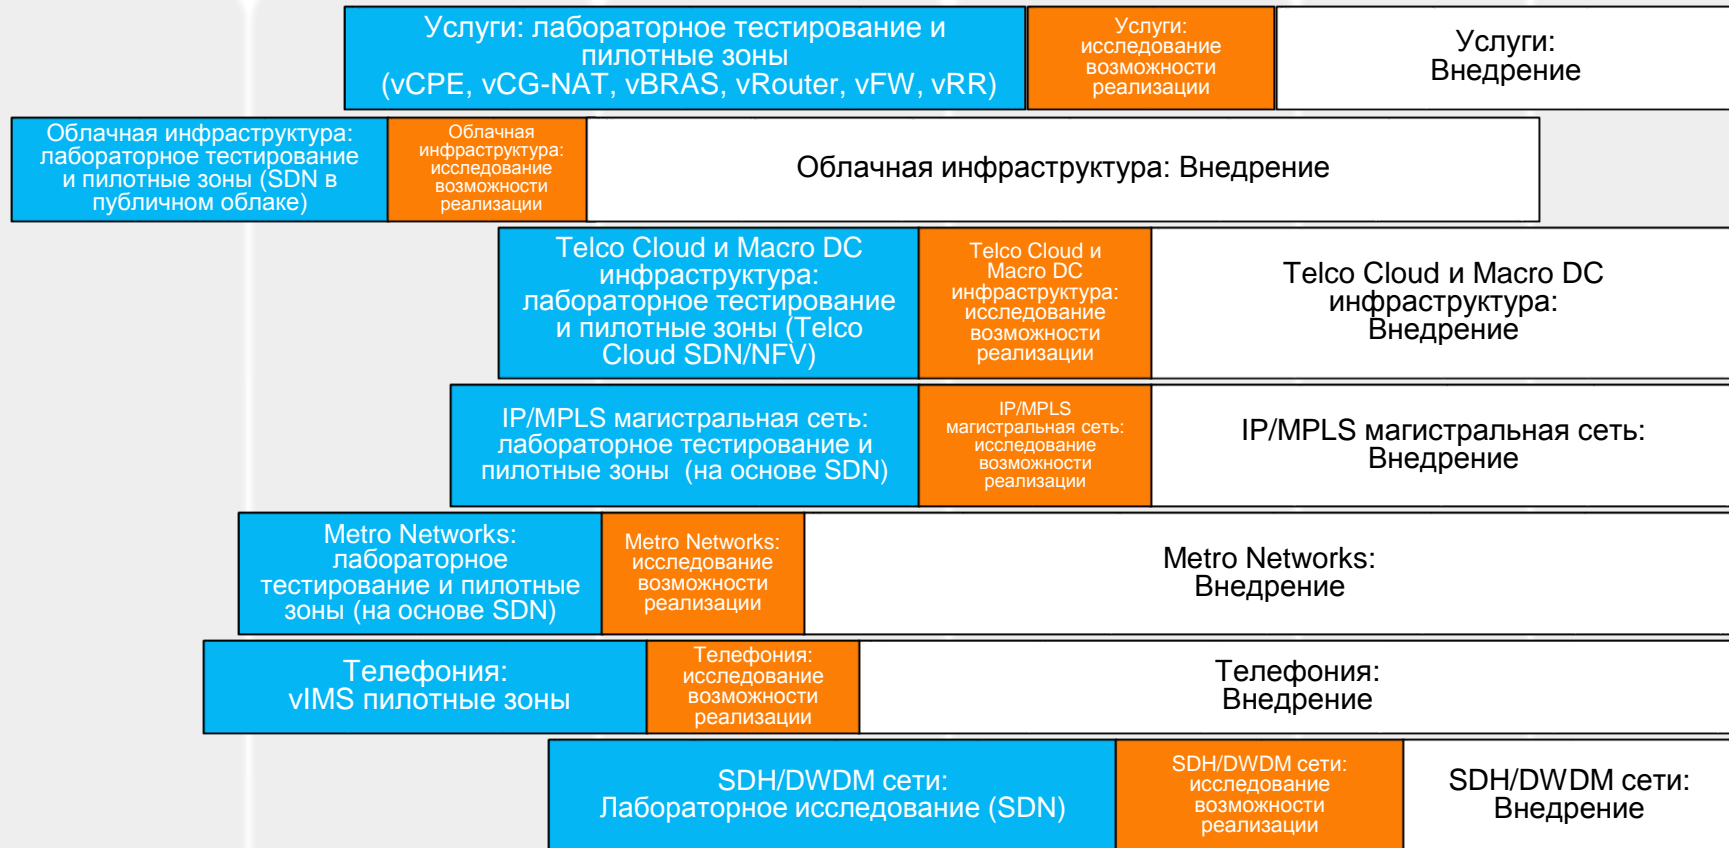 Услуги: лабораторное тестирование и
пилотные зоны
(vCPE, vCG-NAT, vBRAS, vRouter, vFW, vRR)
Услуги:
исследование
возможности
реализации
Услуги:
Внедрение
Облачная инфраструктура:
лабораторное тестирование
и пилотные зоны (SDN в
публичном облаке)
Облачная
инфраструктура:
исследование
возможности
реализации
Облачная инфраструктура: Внедрение
Telco Cloud и Macro DC
инфраструктура:
лабораторное тестирование
и пилотные зоны (Telco
Cloud SDN/NFV)
Telco Cloud и
Macro DC
инфраструктура:
исследование
возможности
реализации
Telco Cloud и Macro DC
инфраструктура:
Внедрение
IP/MPLS магистральная сеть:
лабораторное тестирование и
пилотные зоны  (на основе SDN)
IP/MPLS
магистральная сеть:
исследование
возможности
реализации
IP/MPLS магистральная сеть:
Внедрение
Metro Networks:
лабораторное
тестирование и пилотные
зоны (на основе SDN)
Metro Networks:
исследование
возможности
реализации
Metro Networks:
Внедрение
Телефония:
vIMS пилотные зоны
Телефония:
исследование
возможности
реализации
Телефония:
Внедрение
SDH/DWDM сети:
Лабораторное исследование (SDN)
SDH/DWDM сети:
исследование
возможности
реализации
SDH/DWDM сети:
Внедрение